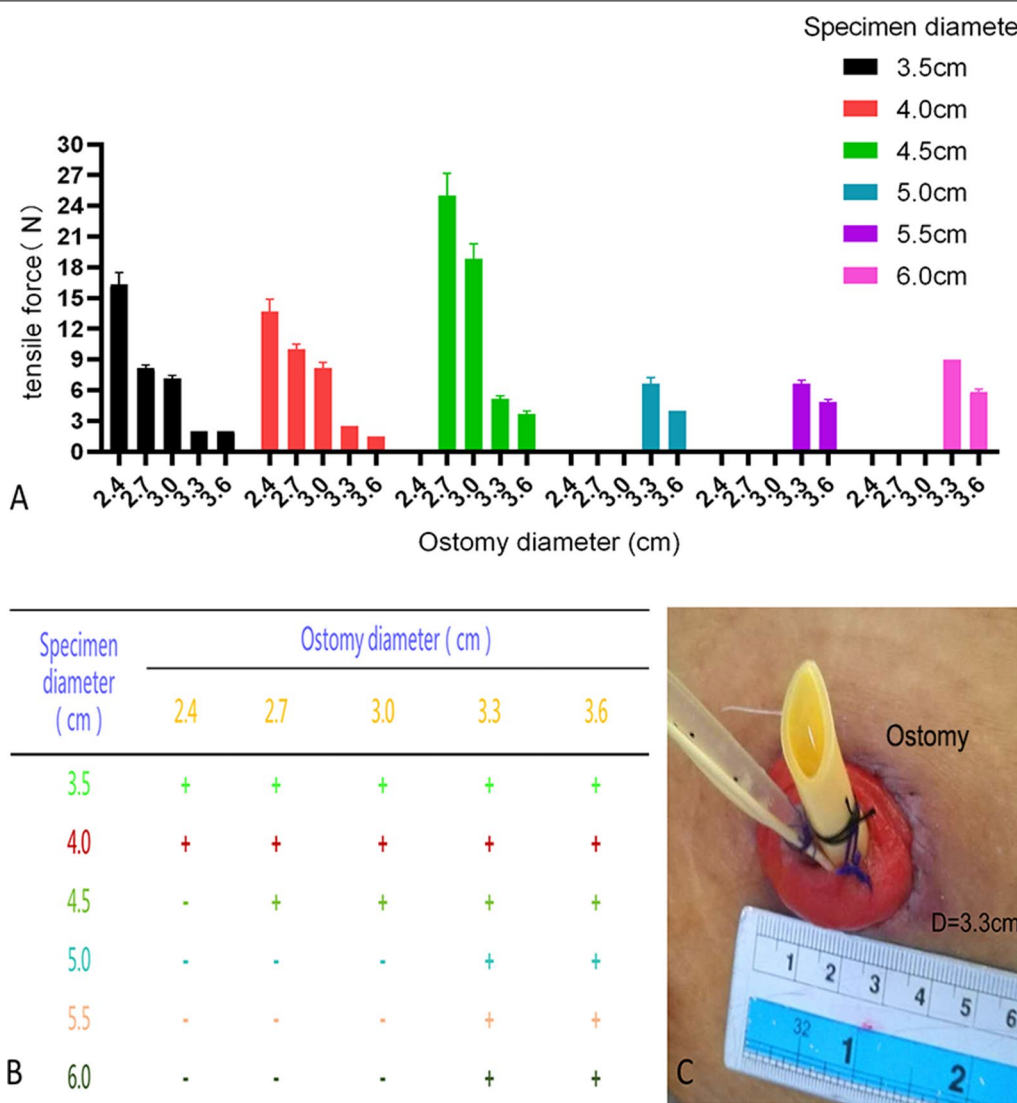 Specimen diamete
3.5cm
4.0cm
4.5cm
5.0cm
5.5cm
6.0cm
30
27
24
21
18
15
12
9
6
3
0
tensile force( N)
2.4 2.7 3.0 3.3 3.6 2.4 2.7 3.0 3.3 3.6 2.4 2.7 3.0 3.3 3.6 2.4 2.7 3.0 3.3 3.6 2.4 2.7 3.0 3.3 3.6 2.4 2.7 3.0 3.3 3.6
A
Ostomy diameter (cm)
Specimen
diameter
( cm )
Ostomy diameter ( cm )
2.4 2.7 3.0 3.3 3.6
3.5 + + + + +
4.0 + + + + +
4.5 - + + + +
5.0 - - - + +
5.5 - - - + +
6.0 - - - + +
B
Ostomy
D=3.3cm
1 2 3 4 5 6
32
1 2
C